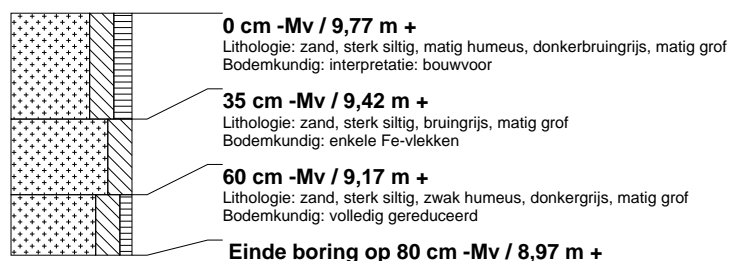 0 cm -Mv / 9,77 m +
Lithologie: zand, sterk siltig, matig humeus, donkerbruingrijs, matig grof
Bodemkundig: interpretatie: bouwvoor
35 cm -Mv / 9,42 m +
Lithologie: zand, sterk siltig, bruingrijs, matig grof
Bodemkundig: enkele Fe-vlekken
60 cm -Mv / 9,17 m +
Lithologie: zand, sterk siltig, zwak humeus, donkergrijs, matig grof
Bodemkundig: volledig gereduceerd
Einde boring op 80 cm -Mv / 8,97 m +